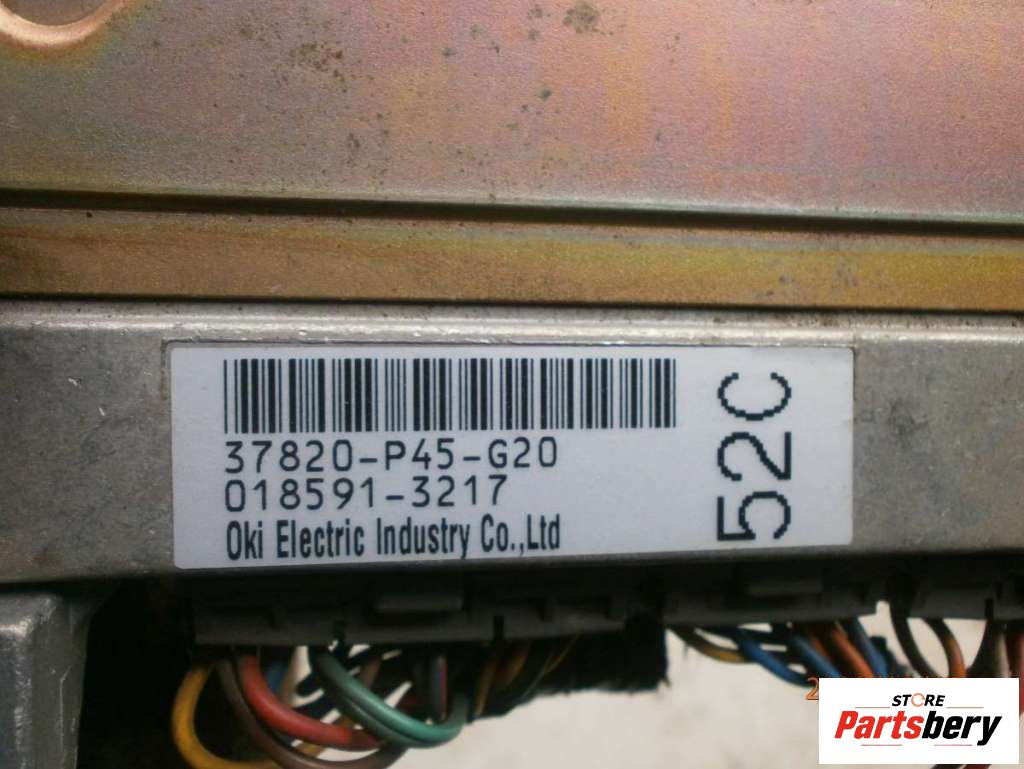 37820-P45-G20
018591-3217
Oki Electric Industry Co.,Ltd
52C
STORE
Partsbery